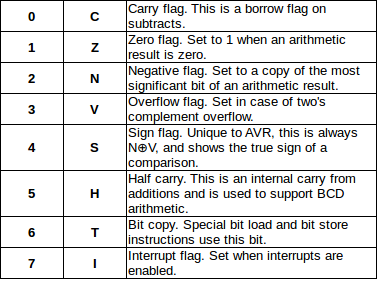 0 C Carry flag. This is a borrow flag on
subtracts.
1 Z Zero flag. Set to 1 when an arithmetic
result is zero.
2 N Negative flag. Set to a copy of the most
significant bit of an arithmetic result.
3 V Overflow flag. Set in case of two's
complement overflow.
4 S Sign flag. Unique to AVR, this is always
N⊕V, and shows the true sign of a
comparison.
5 H Half carry. This is an internal carry from
additions and is used to support BCD
arithmetic.
6 T Bit copy. Special bit load and bit store
instructions use this bit.
7 I Interrupt flag. Set when interrupts are
enabled.